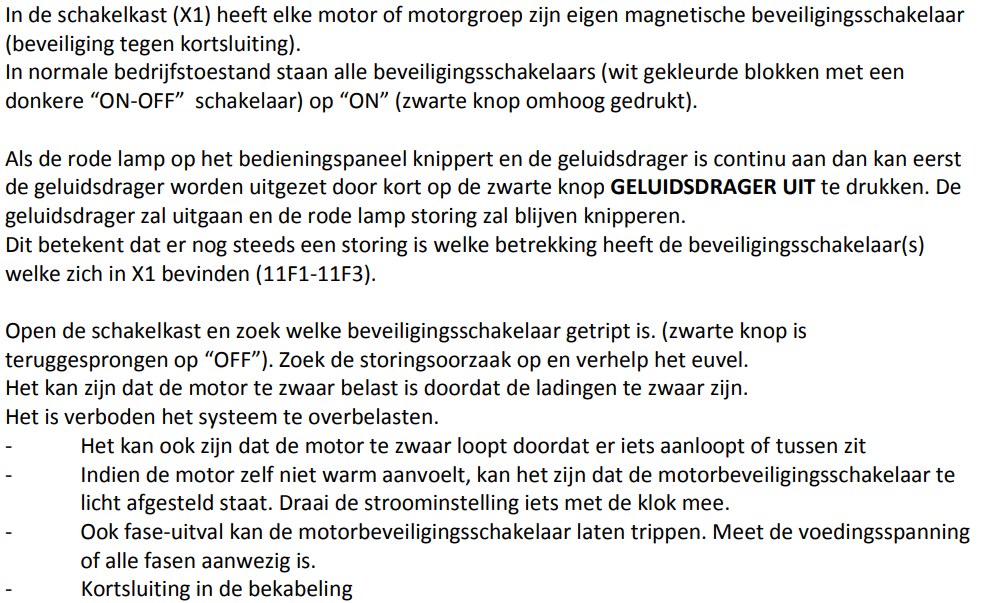 In de schakelkast (X1) heeft elke motor of motorgroep zijn eigen magnetische beveiligingsschakelaar
(beveiliging tegen kortsluiting).
In normale bedrijfstoestand staan alle beveiligingsschakelaars (wit gekleurde blokken met een
donkere “ON-OFF” schakelaar) op “ON” (zwarte knop omhoog gedrukt).
Als de rode lamp op het bedieningspaneel knippert en de geluidsdrager is continu aan dan kan eerst
de geluidsdrager worden uitgezet door kort op de zwarte knop GELUIDSDRAGER UIT te drukken. De
geluidsdrager zal uitgaan en de rode lamp storing zal blijven knipperen.
Dit betekent dat er nog steeds een storing is welke betrekking heeft de beveiligingsschakelaar(s)
welke zich in X1 bevinden (11F1-11F3).
Open de schakelkast en zoek welke beveiligingsschakelaar getript is. (zwarte knop is
teruggesprongen op “OFF”). Zoek de storingsoorzaak op en verhelp het euvel.
Het kan zijn dat de motor te zwaar belast is doordat de ladingen te zwaar zijn.
Het is verboden het systeem te overbelasten.
- Het kan ook zijn dat de motor te zwaar loopt doordat er iets aanloopt of tussen zit
- Indien de motor zelf niet warm aanvoelt, kan het zijn dat de motorbeveiligingsschakelaar te
licht afgesteld staat. Draai de stroominstelling iets met de klok mee.
- Ook fase-uitval kan de motorbeveiligingsschakelaar laten trippen. Meet de voedingsspanning
of alle fasen aanwezig is.
- Kortsluiting in de bekabeling